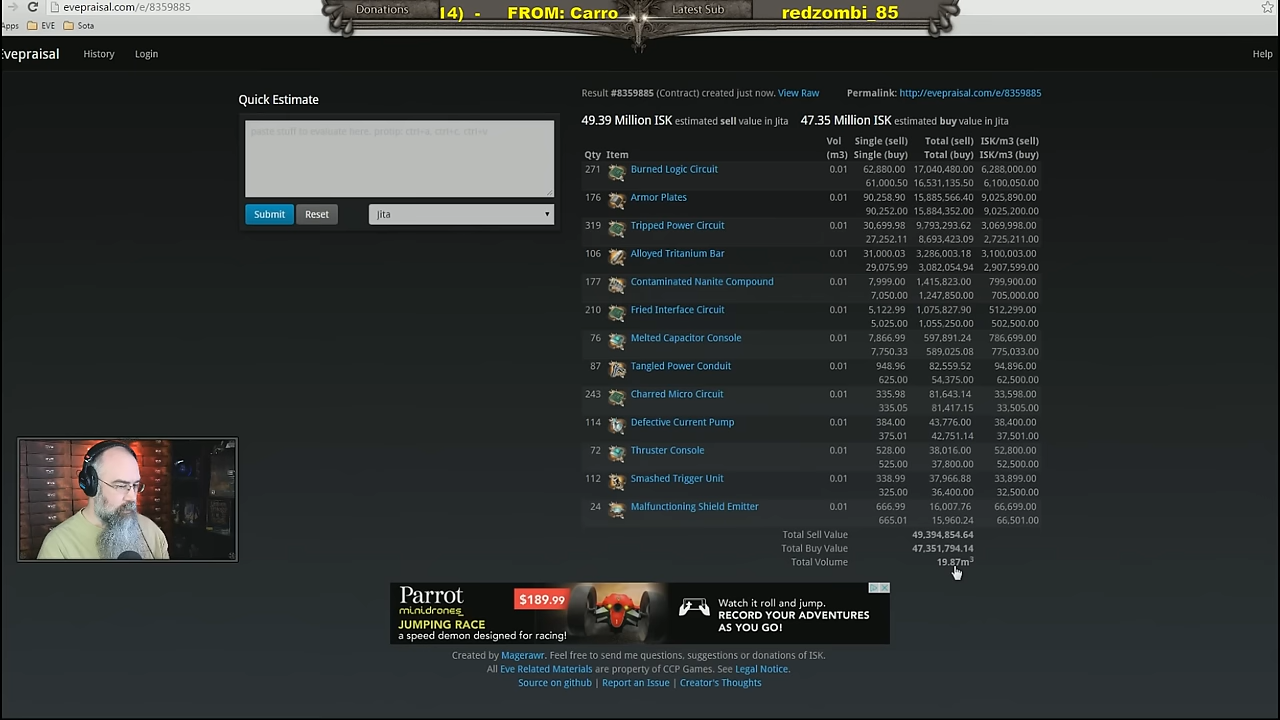 evepraisal.com/e/8359885
Apps EVE Sota
Donations 14) - FROM: Carro Latest Sub redzombi_85
Evepraisal History Login Help
Quick Estimate
paste stuff to evaluate here. protip: ctrl+a, ctrl+c, ctrl+v
Submit Reset Jita
Result #8359885 (Contract) created just now. View Raw Permalink: http://evepraisal.com/e/8359885
49.39 Million ISK estimated sell value in Jita 47.35 Million ISK estimated buy value in Jita
Vol Single (sell) Total (sell) ISK/m3 (sell)
Qty Item (m3) Single (buy) Total (buy) ISK/m3 (buy)
271 Burned Logic Circuit 0.01 62,880.00 17,040,480.00 6,288,000.00
61,000.50 16,531,135.50 6,100,050.00
176 Armor Plates 0.01 90,258.90 15,885,566.40 9,025,890.00
90,252.00 15,884,352.00 9,025,200.00
319 Tripped Power Circuit 0.01 30,699.98 9,793,293.62 3,069,998.00
27,252.11 8,693,423.09 2,725,211.00
106 Alloyed Tritanium Bar 0.01 31,000.03 3,286,003.18 3,100,003.00
29,075.99 3,082,054.94 2,907,599.00
177 Contaminated Nanite Compound 0.01 7,999.00 1,415,823.00 799,900.00
7,050.00 1,247,850.00 705,000.00
210 Fried Interface Circuit 0.01 5,122.99 1,075,827.90 512,299.00
5,025.00 1,055,250.00 502,500.00
76 Melted Capacitor Console 0.01 7,866.99 597,891.24 786,699.00
7,750.33 589,025.08 775,033.00
87 Tangled Power Conduit 0.01 948.96 82,559.52 94,896.00
625.00 54,375.00 62,500.00
243 Charred Micro Circuit 0.01 335.98 81,643.14 33,598.00
335.05 81,417.15 33,505.00
114 Defective Current Pump 0.01 384.00 43,776.00 38,400.00
375.01 42,751.14 37,501.00
72 Thruster Console 0.01 528.00 38,016.00 52,800.00
525.00 37,800.00 52,500.00
112 Smashed Trigger Unit 0.01 338.99 37,966.88 33,899.00
325.00 36,400.00 32,500.00
24 Malfunctioning Shield Emitter 0.01 666.99 16,007.76 66,699.00
665.01 15,960.24 66,501.00
Total Sell Value 49,394,854.64
Total Buy Value 47,351,794.14
Total Volume 19.87m3
Parrot
minidrones
JUMPING RACE
a speed demon designed for racing!
$189.99
Watch it roll and jump.
RECORD YOUR ADVENTURES
AS YOU GO!
Created by Magerawr. Feel free to send me questions, suggestions or donations of ISK.
All Eve Related Materials are property of CCP Games. See Legal Notice.
Source on github | Report an Issue | Creator's Thoughts